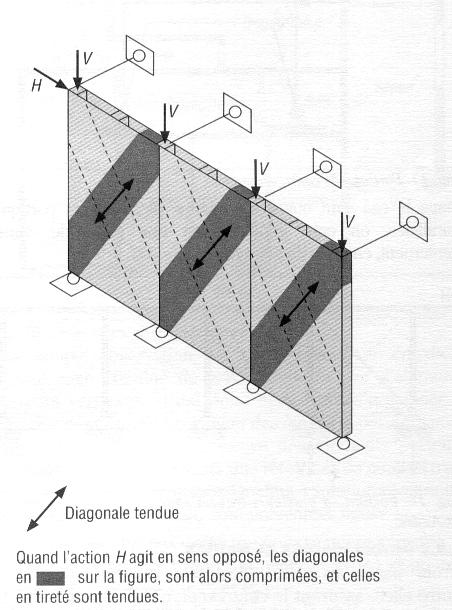 V
H
V
V
V
Diagonale tendue
Quand l'action H agit en sens opposé, les diagonales
en sur la figure, sont alors comprimées, et celles
en tireté sont tendues.